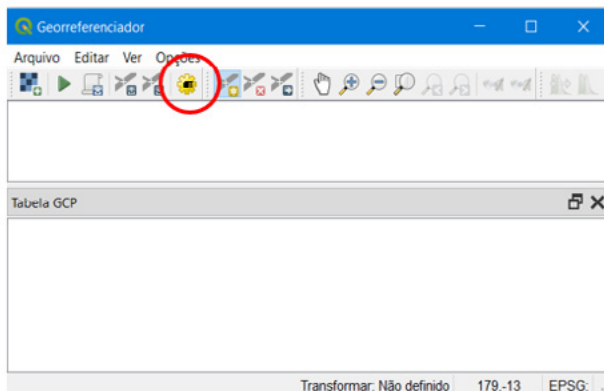 Georreferenciador
Arquivo Editar Ver Opções
Tabela GCP
Transformar: Não definido 179,-13 EPSG: